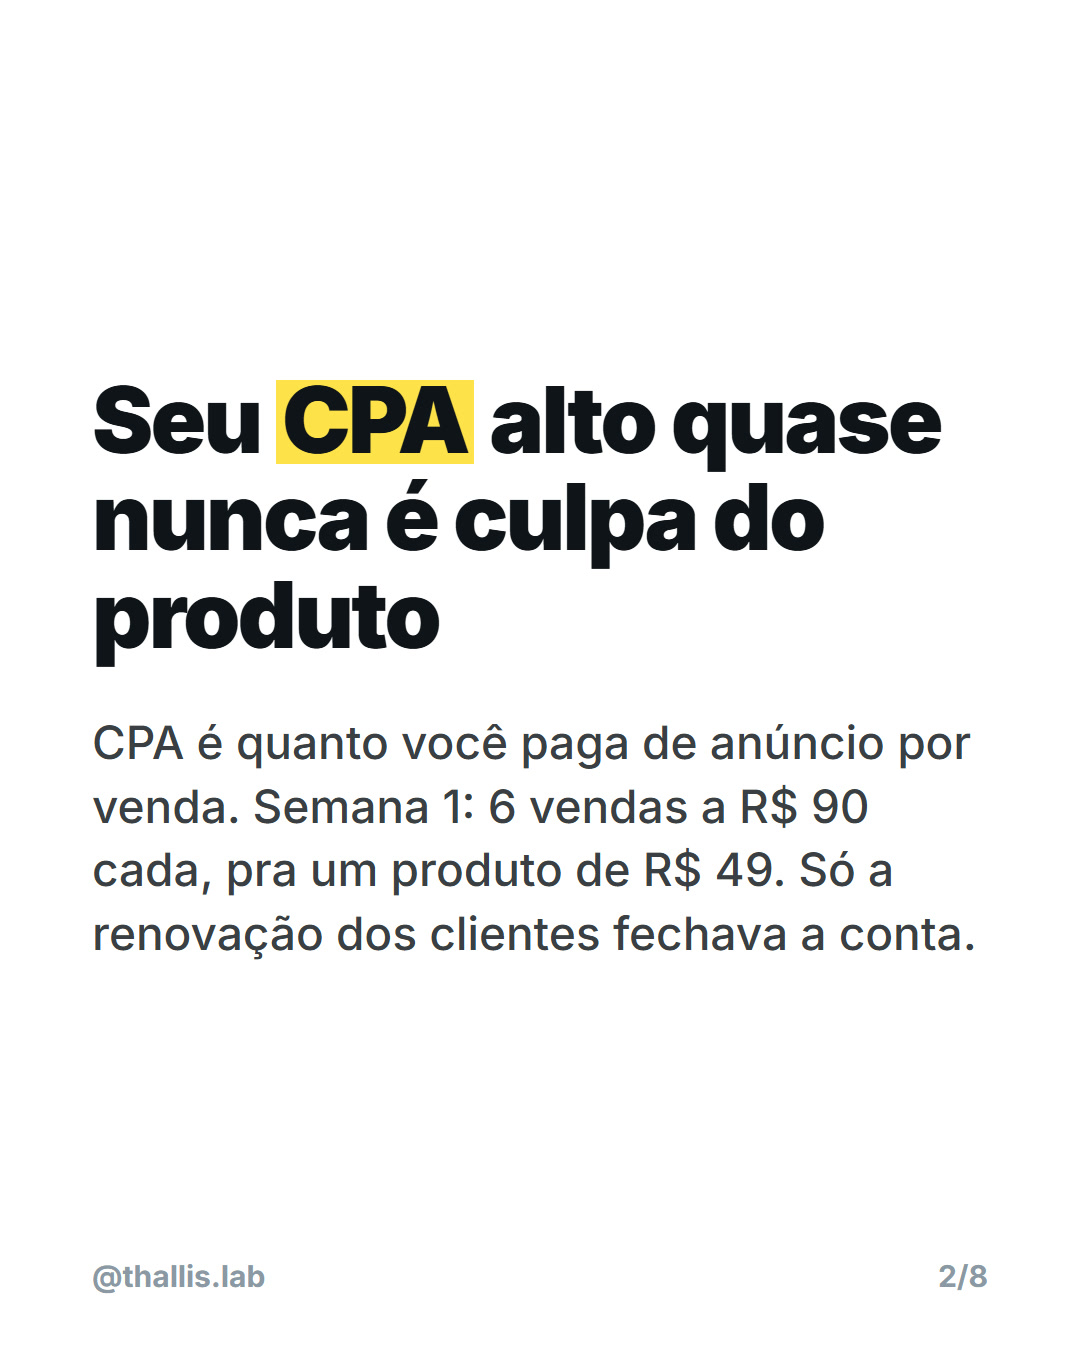 Seu CPA alto quase
nunca é culpa do
produto
CPA é quanto você paga de anúncio por
venda. Semana 1: 6 vendas a R$ 90
cada, pra um produto de R$ 49. Só a
renovação dos clientes fechava a conta.
@thallis.lab
2/8